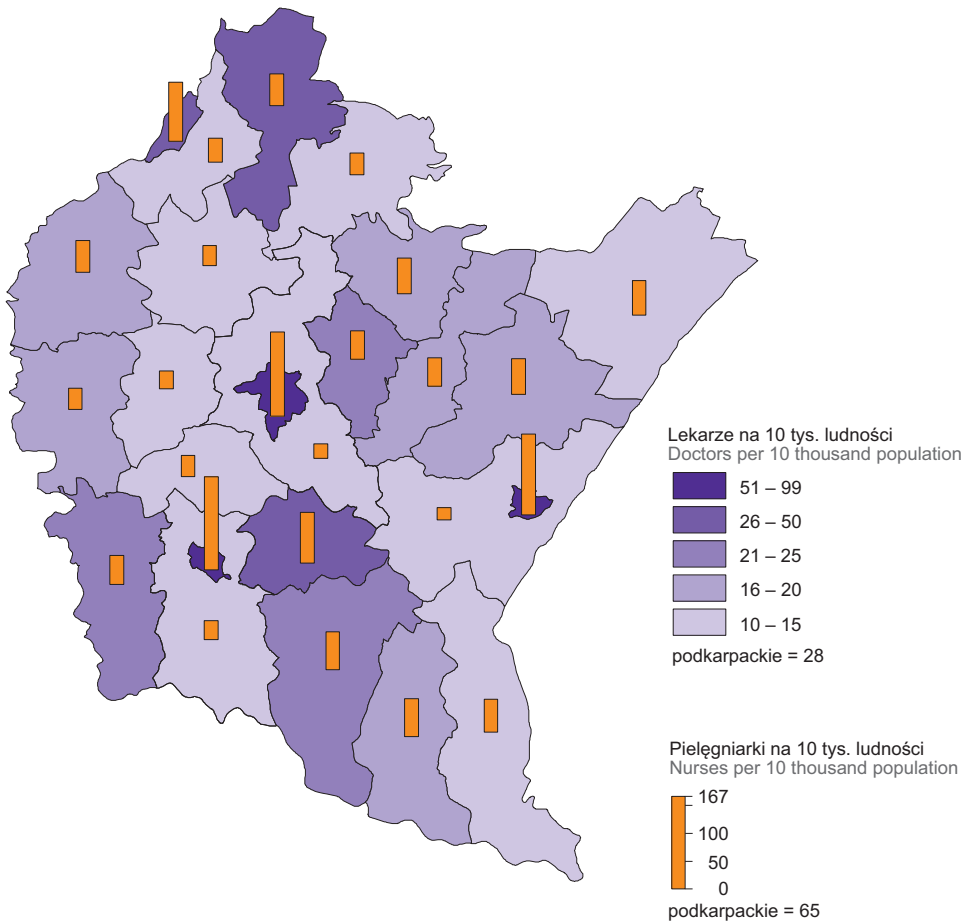 Lekarze na 10 tys. ludności
Doctors per 10 thousand population
51 – 99
26 – 50
21 – 25
16 – 20
10 – 15
podkarpackie = 28
Pielęgniarki na 10 tys. ludności
Nurses per 10 thousand population
167
100
50
0
podkarpackie = 65